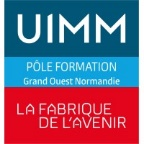 UIMM
PÔLE FORMATION
Grand Ouest Normandie
LA FABRIQUE
DE L'AVENIR